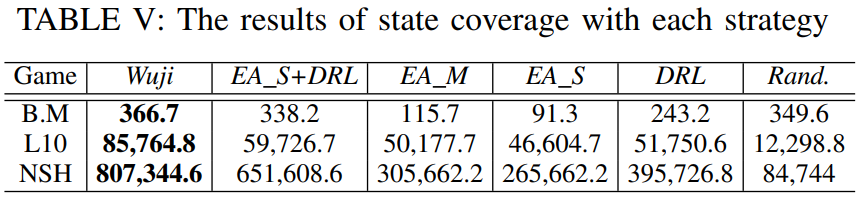 TABLE V: The results of state coverage with each strategy
Game Wuji EA_S+DRL EA_M EA_S DRL Rand.
B.M 366.7 338.2 115.7 91.3 243.2 349.6
L10 85,764.8 59,726.7 50,177.7 46,604.7 51,750.6 12,298.8
NSH 807,344.6 651,608.6 305,662.2 265,662.2 395,726.8 84,744